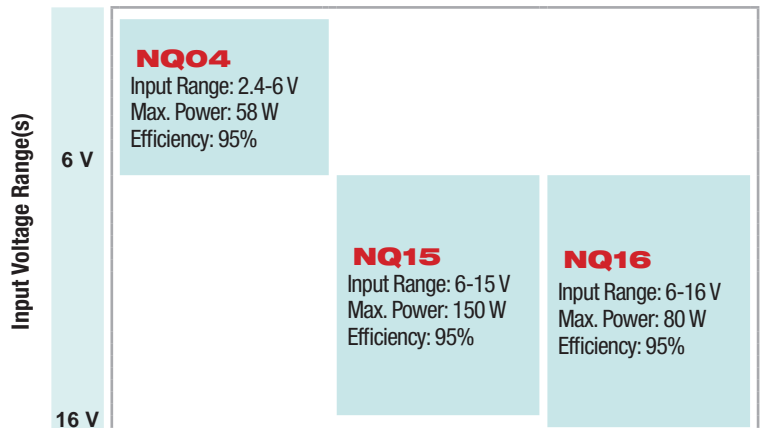 Input Voltage Range(s)
6 V
16 V
NQ04
Input Range: 2.4-6 V
Max. Power: 58 W
Efficiency: 95%
NQ15
Input Range: 6-15 V
Max. Power: 150 W
Efficiency: 95%
NQ16
Input Range: 6-16 V
Max. Power: 80 W
Efficiency: 95%